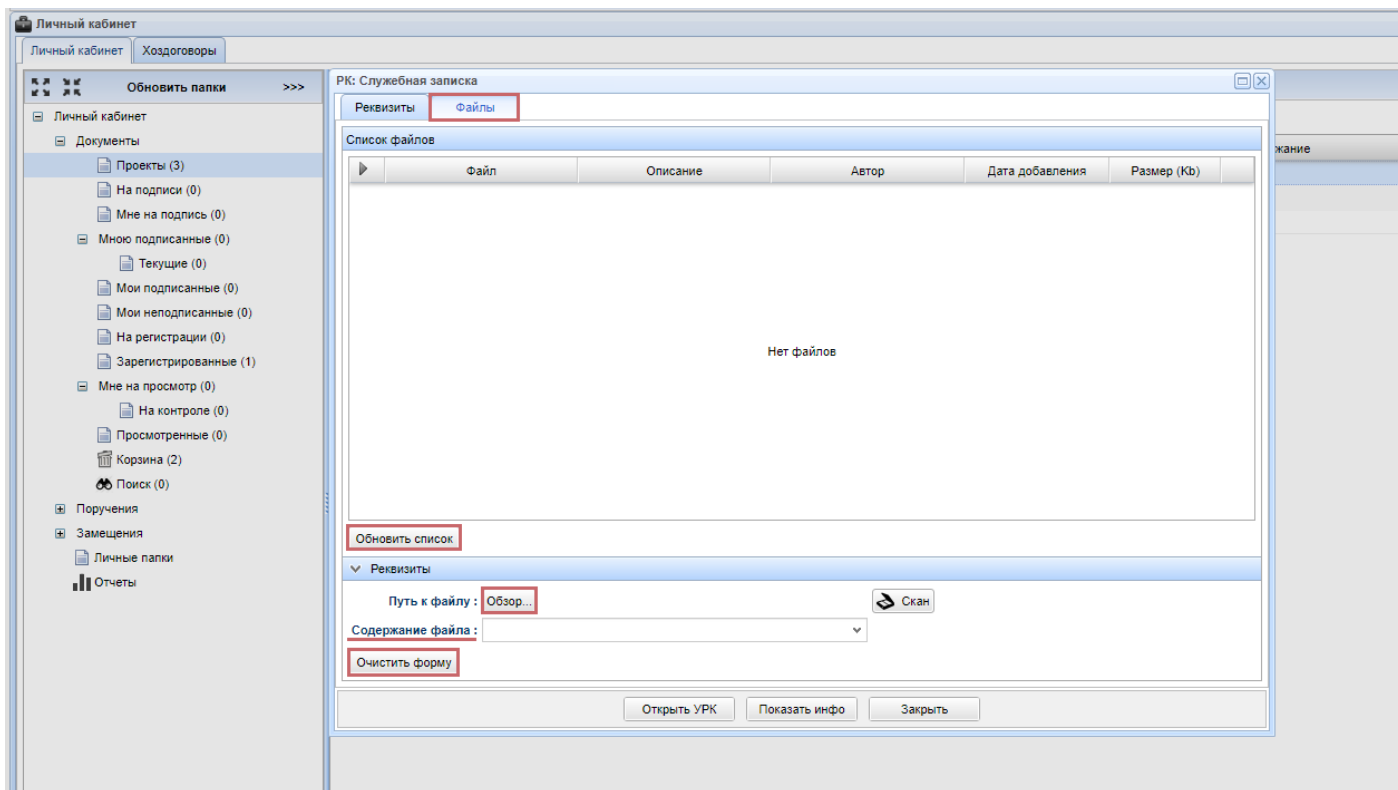 Личный кабинет
Личный кабинет Хоздоговоры
Обновить папки >>>
Личный кабинет
Документы
Проекты (3)
На подписи (0)
Мне на подпись (0)
Мною подписанные (0)
Текущие (0)
Мои подписанные (0)
Мои неподписанные (0)
На регистрации (0)
Зарегистрированные (1)
Мне на просмотр (0)
На контроле (0)
Просмотренные (0)
Корзина (2)
Поиск (0)
Поручения
Замещения
Личные папки
Отчеты
РК: Служебная записка
Реквизиты Файлы
Список файлов
Файл Описание Автор Дата добавления Размер (Kb)
Нет файлов
Обновить список
Реквизиты
Путь к файлу : Обзор... Скан
Содержание файла :
Очистить форму
Открыть УРК Показать инфо Закрыть
жание